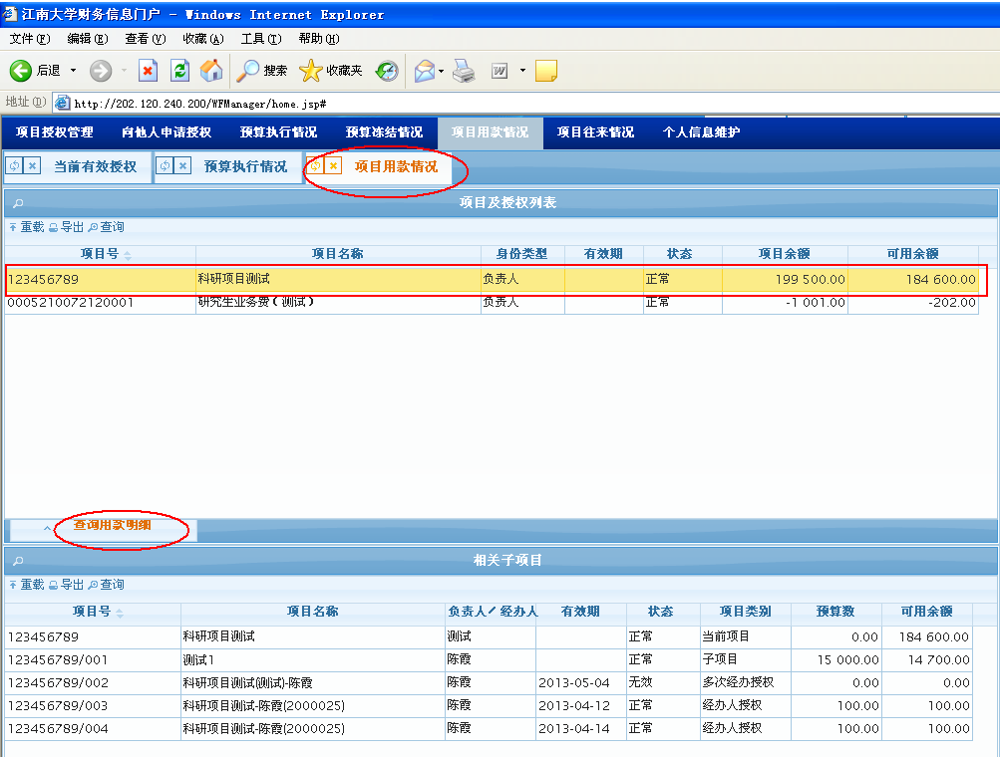 江南大学财务信息门户 - Windows Internet Explorer
文件(F) 编辑(E) 查看(V) 收藏(A) 工具(T) 帮助(H)
后退 搜索 收藏夹
地址(D) http://202.120.240.200/WFManager/home.jsp#
项目授权管理 向他人申请授权 预算执行情况 预算冻结情况 项目用款情况 项目往来情况 个人信息维护
当前有效授权 预算执行情况 项目用款情况
项目及授权列表
重载 导出 查询
项目号 项目名称 身份类型 有效期 状态 项目余额 可用余额
123456789 科研项目测试 负责人 正常 199 500.00 184 600.00
0005210072120001 研究生业务费(测试) 负责人 正常 -1 001.00 -202.00
查询用款明细
相关子项目
重载 导出 查询
项目号 项目名称 负责人/经办人 有效期 状态 项目类别 预算数 可用余额
123456789 科研项目测试 测试 正常 当前项目 0.00 184 600.00
123456789/001 测试1 陈霞 正常 子项目 15 000.00 14 700.00
123456789/002 科研项目测试(测试)-陈霞 陈霞 2013-05-04 无效 多次经办授权 0.00 0.00
123456789/003 科研项目测试-陈霞(2000025) 陈霞 2013-04-12 正常 经办人授权 100.00 100.00
123456789/004 科研项目测试-陈霞(2000025) 陈霞 2013-04-14 正常 经办人授权 100.00 100.00